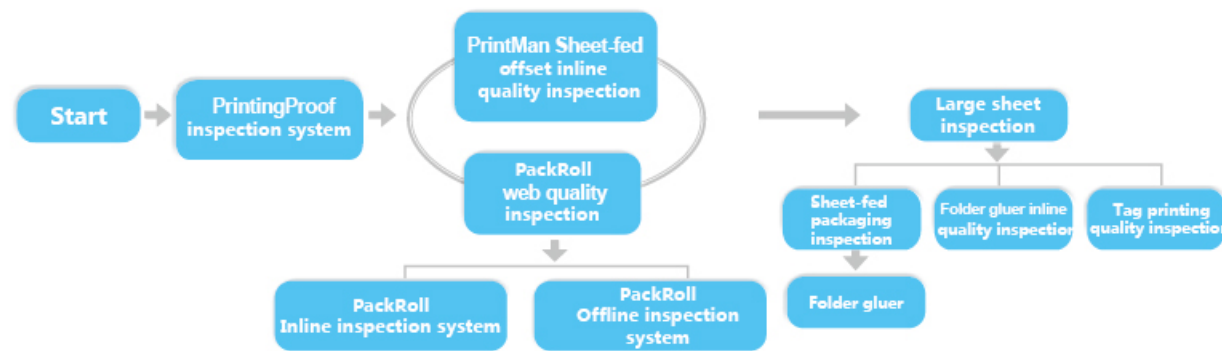 Start
PrintingProof
inspection system
PrintMan Sheet-fed
offset inline
quality inspection
PackRoll
web quality
inspection
PackRoll
Inline inspection system
PackRoll
Offline inspection
system
Large sheet
inspection
Sheet-fed
packaging
inspection
Folder gluer inline
quality inspection
Tag printing
quality inspection
Folder gluer